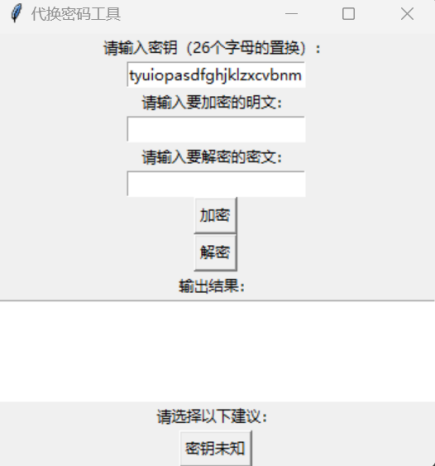 代换密码工具
请输入密钥（26个字母的置换）：
tyuiopasdfghjklzxcvbnm
请输入要加密的明文：
请输入要解密的密文：
加密
解密
输出结果：
请选择以下建议：
密钥未知